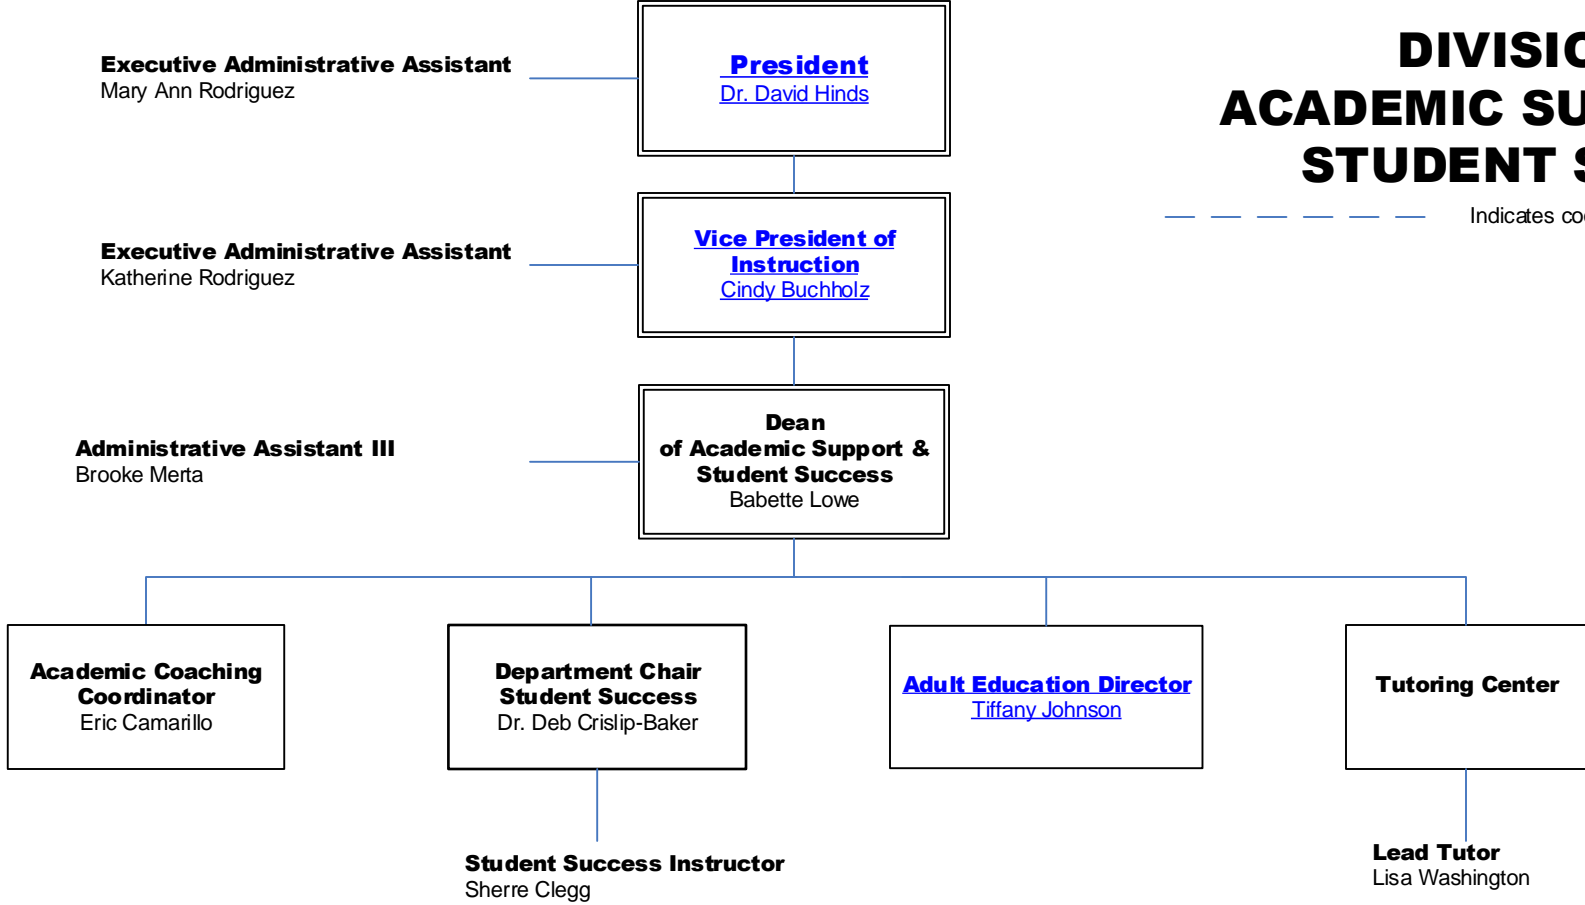 Executive Administrative Assistant
Mary Ann Rodriguez
President
Dr. David Hinds
ACADEMIC
STUDENT
Indicates
Executive Administrative Assistant
Katherine Rodriguez
Vice President of
Instruction
Cindy Buchholz
Administrative Assistant III
Brooke Merta
Dean
of Academic Support &
Student Success
Babette Lowe
Academic Coaching
Coordinator
Eric Camarillo
Department Chair
Student Success
Dr. Deb Crislip-Baker
Adult Education Director
Tiffany Johnson
Tutoring Center
Student Success Instructor
Sherre Clegg
Lead Tutor
Lisa Washington